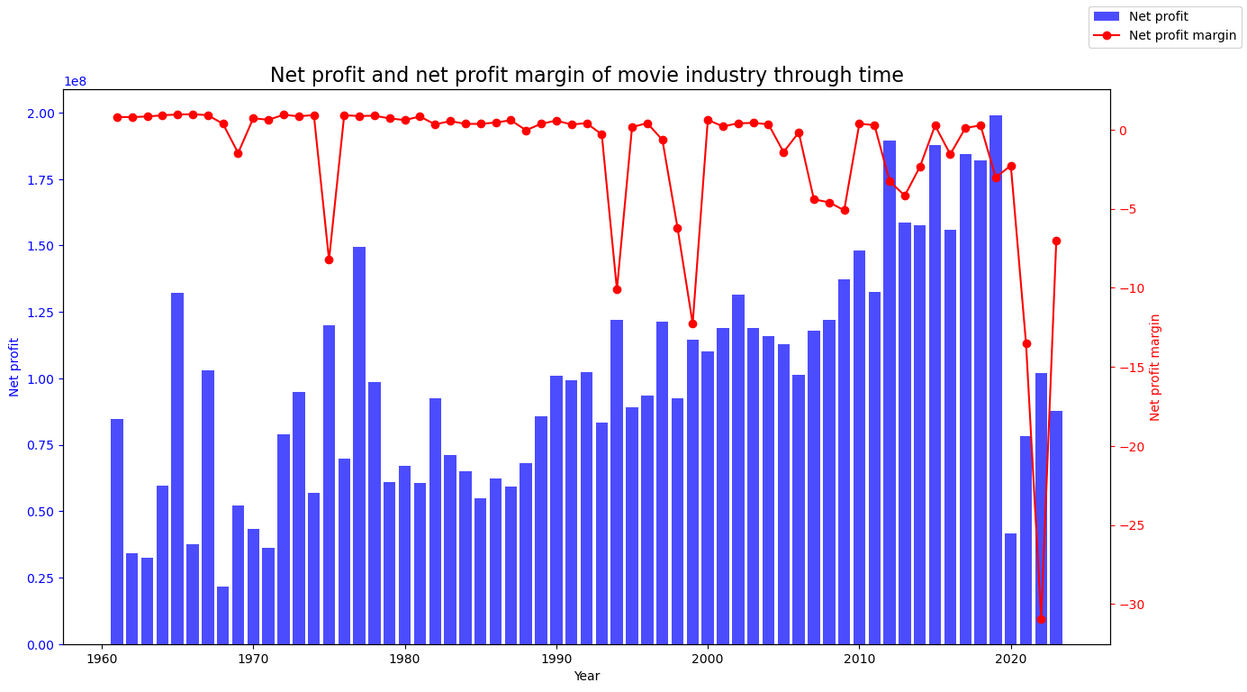 Net profit
Net profit margin
Net profit and net profit margin of movie industry through time
1e8
2.00
1.75
1.50
1.25
1.00
0.75
0.50
0.25
0.00
Net profit
0
−5
−10
−15
−20
−25
−30
Net profit margin
1960 1970 1980 1990 2000 2010 2020
Year